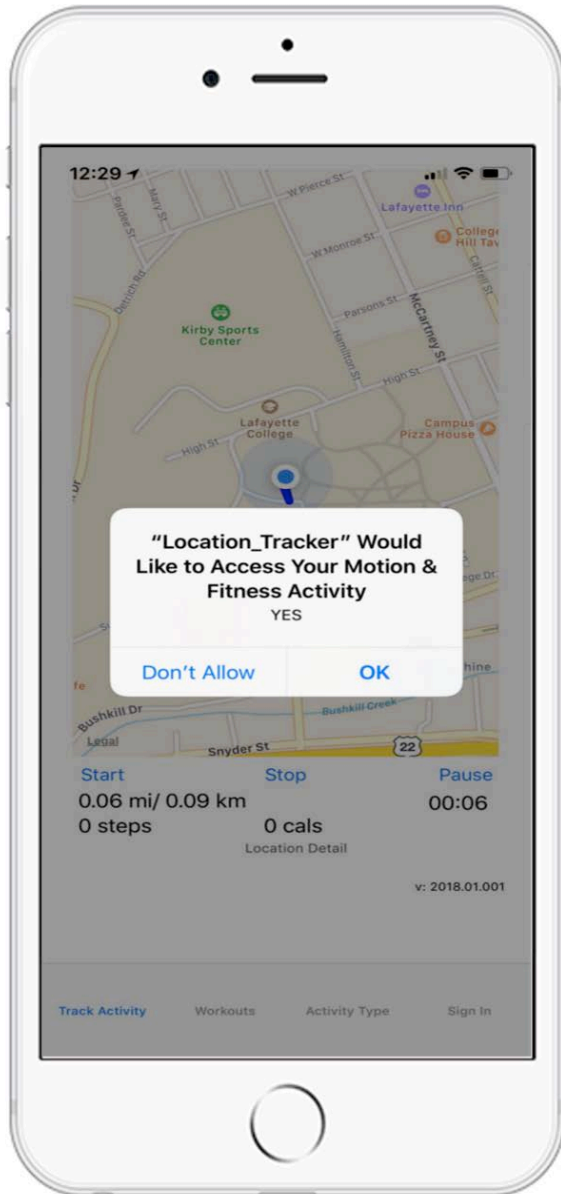 12:29
W Pierce St
Lafayette Inn
Pardee St
Mary St
College
Hill Tav
W Monroe St
Cattell St
Detrich Rd
McCartney St
Parsons St
Kirby Sports
Center
Hamilton St
High St
Lafayette
College
Campus
Pizza House
High St
"Location_Tracker" Would
Like to Access Your Motion &
Fitness Activity
YES
Don't Allow
OK
hine
Bushkill Dr
Bushkill Creek
Legal
Snyder St
22
Start
Stop
Pause
0.06 mi/ 0.09 km
00:06
0 steps
0 cals
Location Detail
v: 2018.01.001
Track Activity
Workouts
Activity Type
Sign In